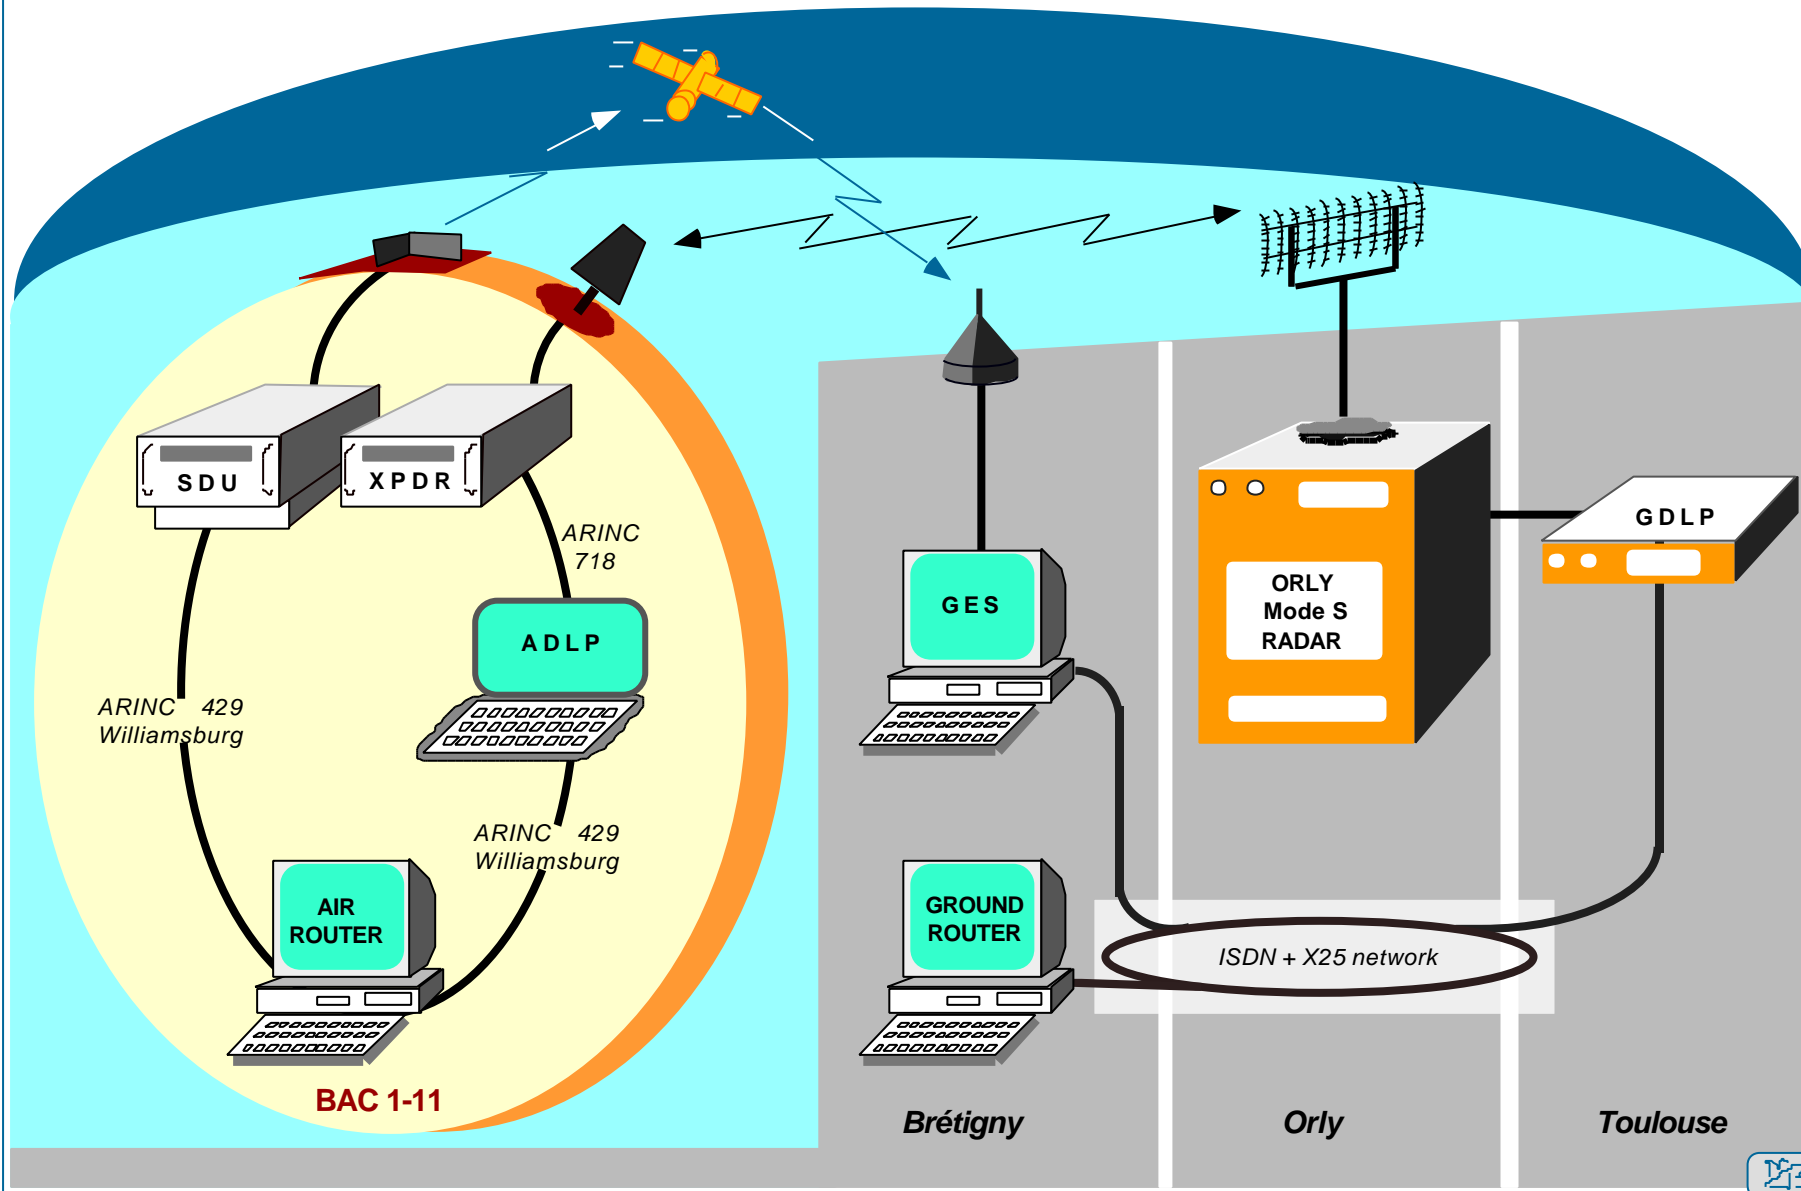 SDU
XPDR
ARINC
718
ADLP
ARINC 429
Williamsburg
ARINC 429
Williamsburg
AIR
ROUTER
BAC 1-11
GES
GROUND
ROUTER
ORLY
Mode S
RADAR
GDLP
ISDN + X25 network
Brétigny
Orly
Toulouse